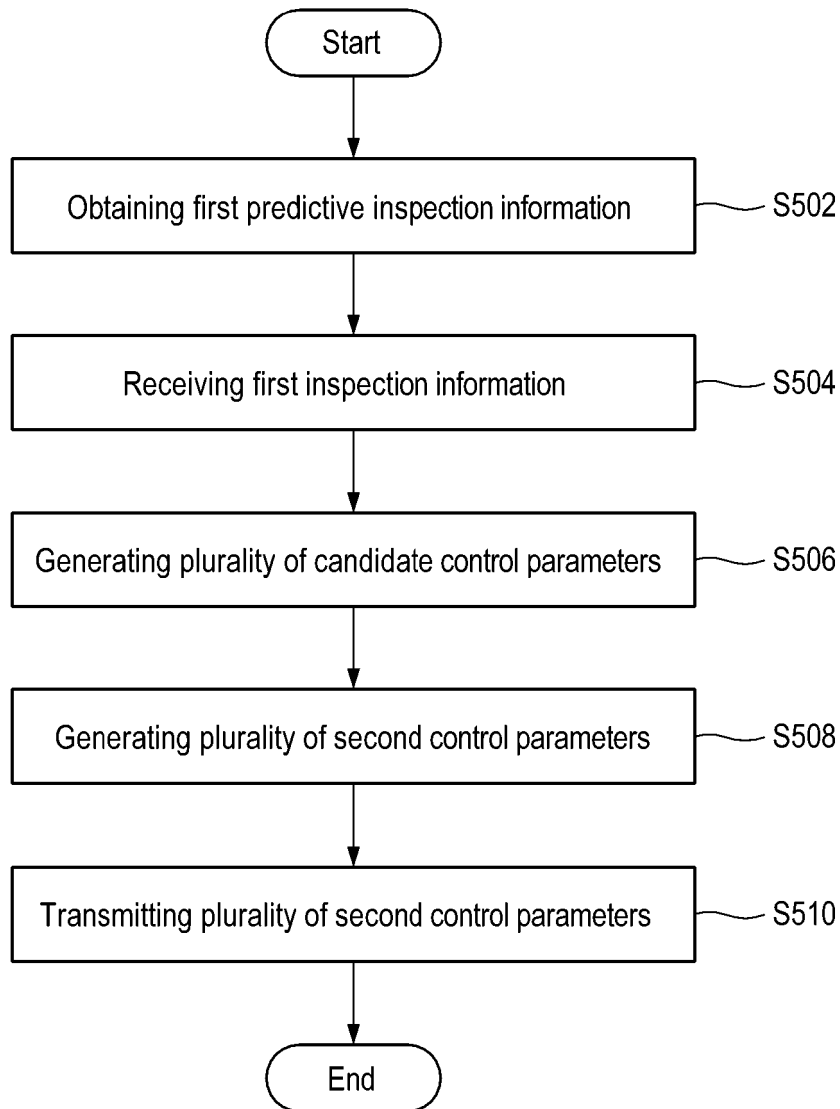 Start
Obtaining first predictive inspection information
S502
Receiving first inspection information
S504
Generating plurality of candidate control parameters
S506
Generating plurality of second control parameters
S508
Transmitting plurality of second control parameters
S510
End